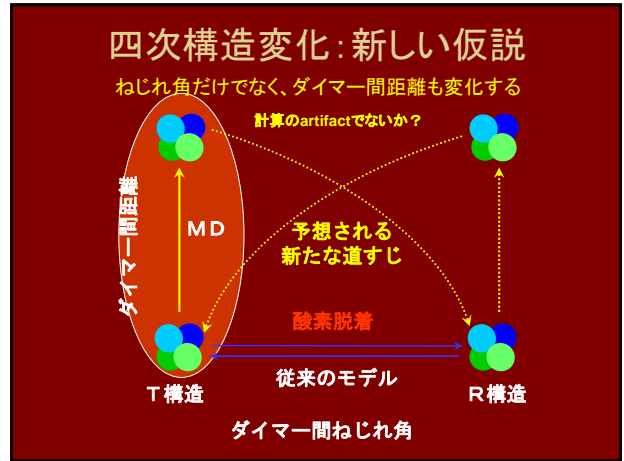 四次構造変化：新しい仮説
ねじれ角だけでなく、ダイマー間距離も変化する
計算のartifactでないか？
ダイマー間距離
ＭＤ
予想される
新たな道すじ
酸素脱着
従来のモデル
Ｔ構造
Ｒ構造
ダイマー間ねじれ角